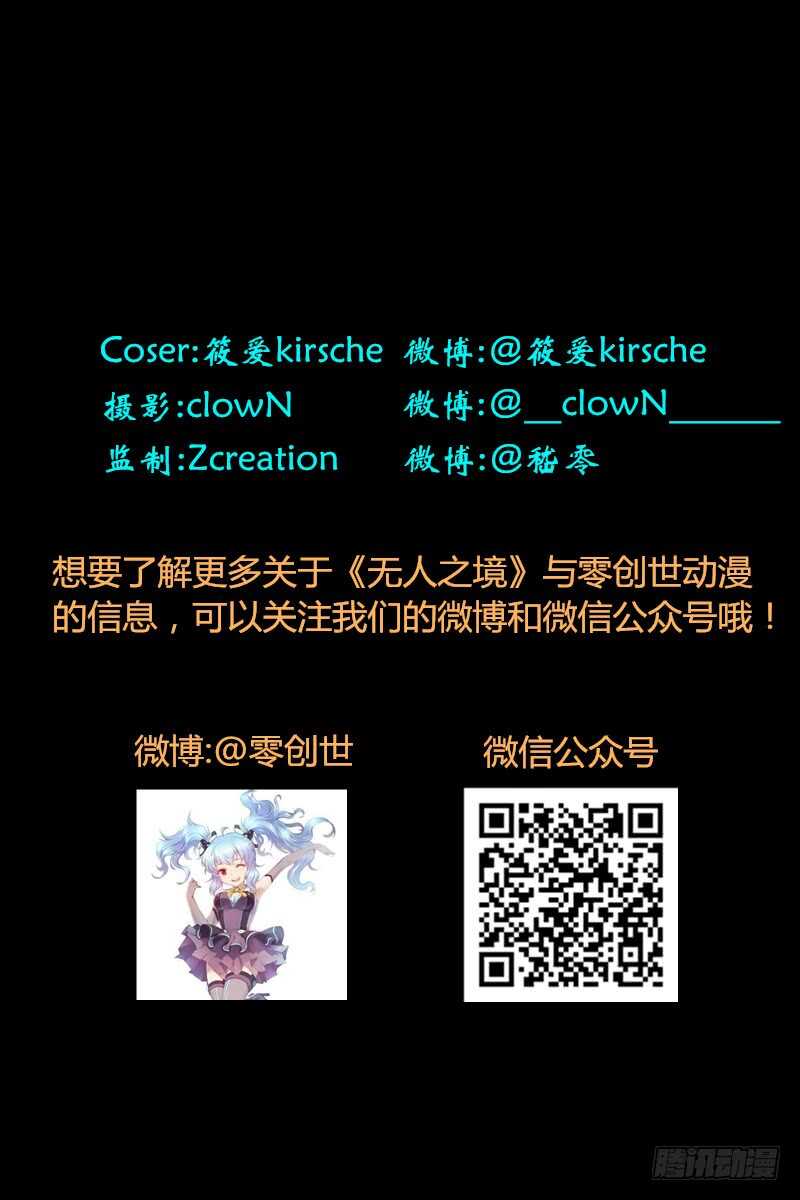 Coser:筱爱kirsche 微博:@筱爱kirsche
摄影:clowN 微博:@__clowN______
监制:Zcreation 微博:@嵇零
想要了解更多关于《无人之境》与零创世动漫
的信息，可以关注我们的微博和微信公众号哦！
微博:@零创世 微信公众号
腾讯动漫